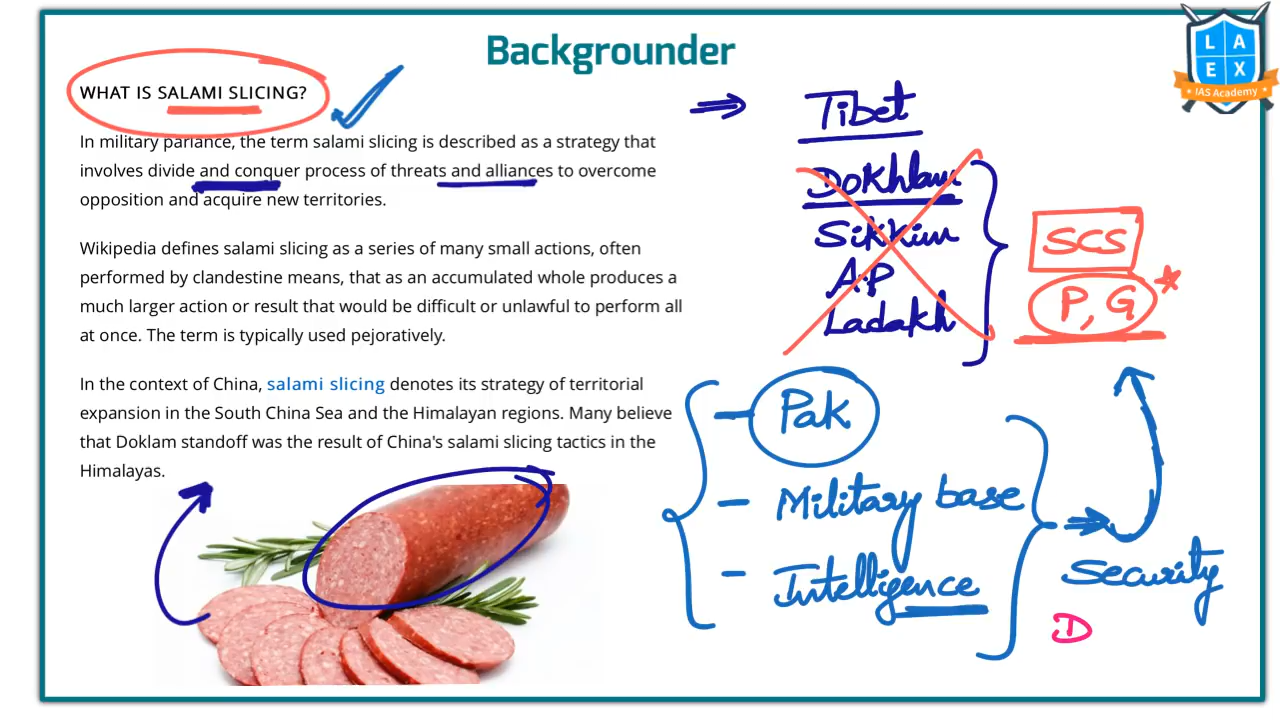 Backgrounder
L A
E X
IAS Academy
WHAT IS SALAMI SLICING?
In military parlance, the term salami slicing is described as a strategy that
involves divide and conquer process of threats and alliances to overcome
opposition and acquire new territories.
Wikipedia defines salami slicing as a series of many small actions, often
performed by clandestine means, that as an accumulated whole produces a
much larger action or result that would be difficult or unlawful to perform all
at once. The term is typically used pejoratively.
In the context of China, salami slicing denotes its strategy of territorial
expansion in the South China Sea and the Himalayan regions. Many believe
that Doklam standoff was the result of China's salami slicing tactics in the
Himalayas.
⇒ Tibet
Dokhlam
Sikkim
A.P
Ladakh
SCS
P, G *
- Pak
- Military base
- Intelligence
⇒ Security
D